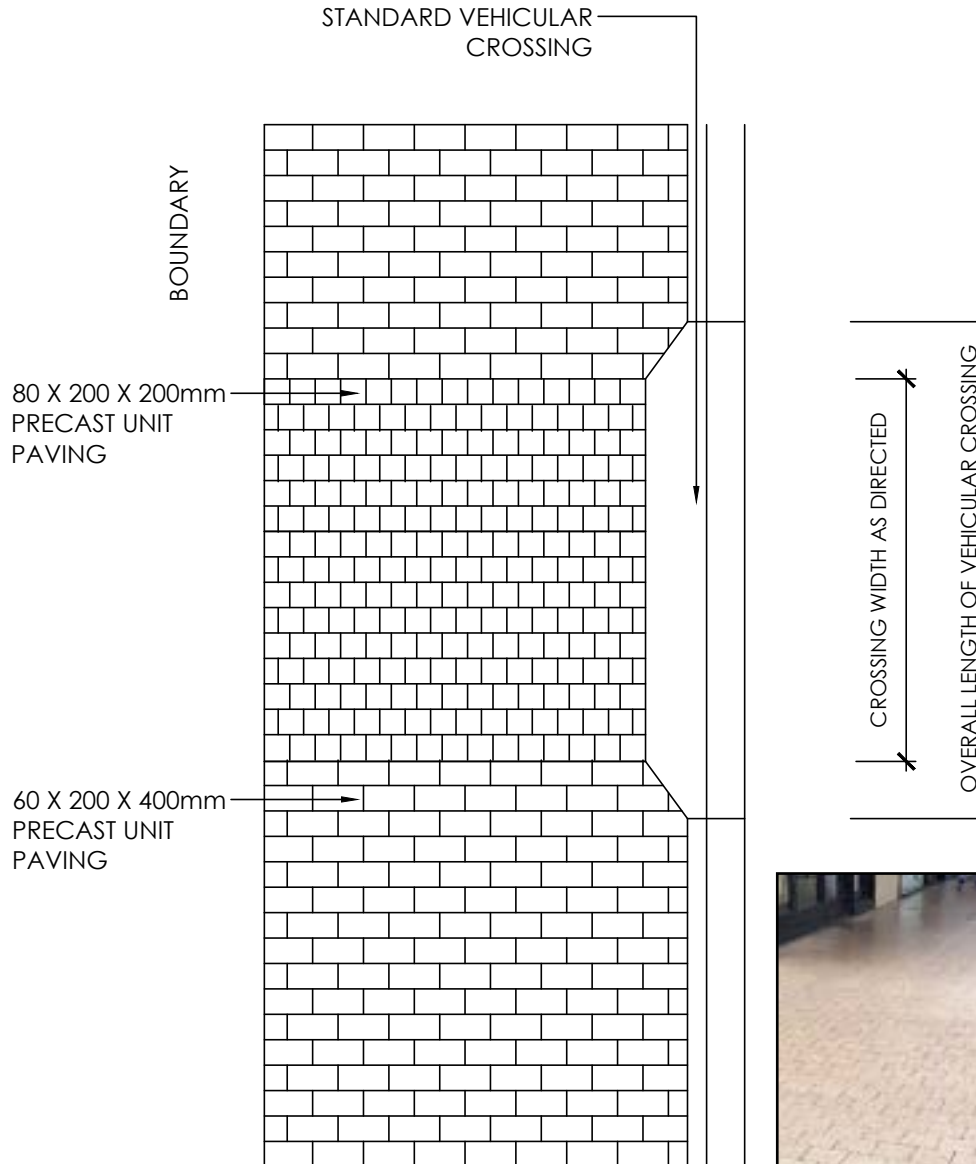 STANDARD VEHICULAR
CROSSING
BOUNDARY
80 X 200 X 200mm
PRECAST UNIT
PAVING
CROSSING WIDTH AS DIRECTED
OVERALL LENGTH OF VEHICULAR CROSSING
60 X 200 X 400mm
PRECAST UNIT
PAVING